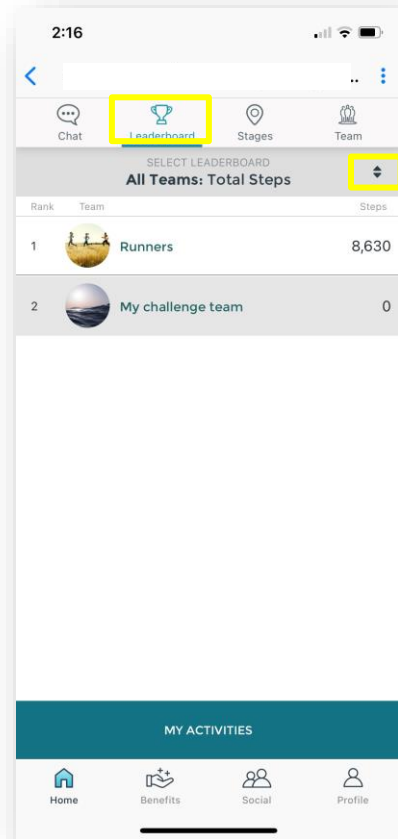 2:16
..
Chat Leaderboard Stages Team
SELECT LEADERBOARD
All Teams: Total Steps
Rank Team Steps
1 Runners 8,630
2 My challenge team 0
MY ACTIVITIES
Home Benefits Social Profile